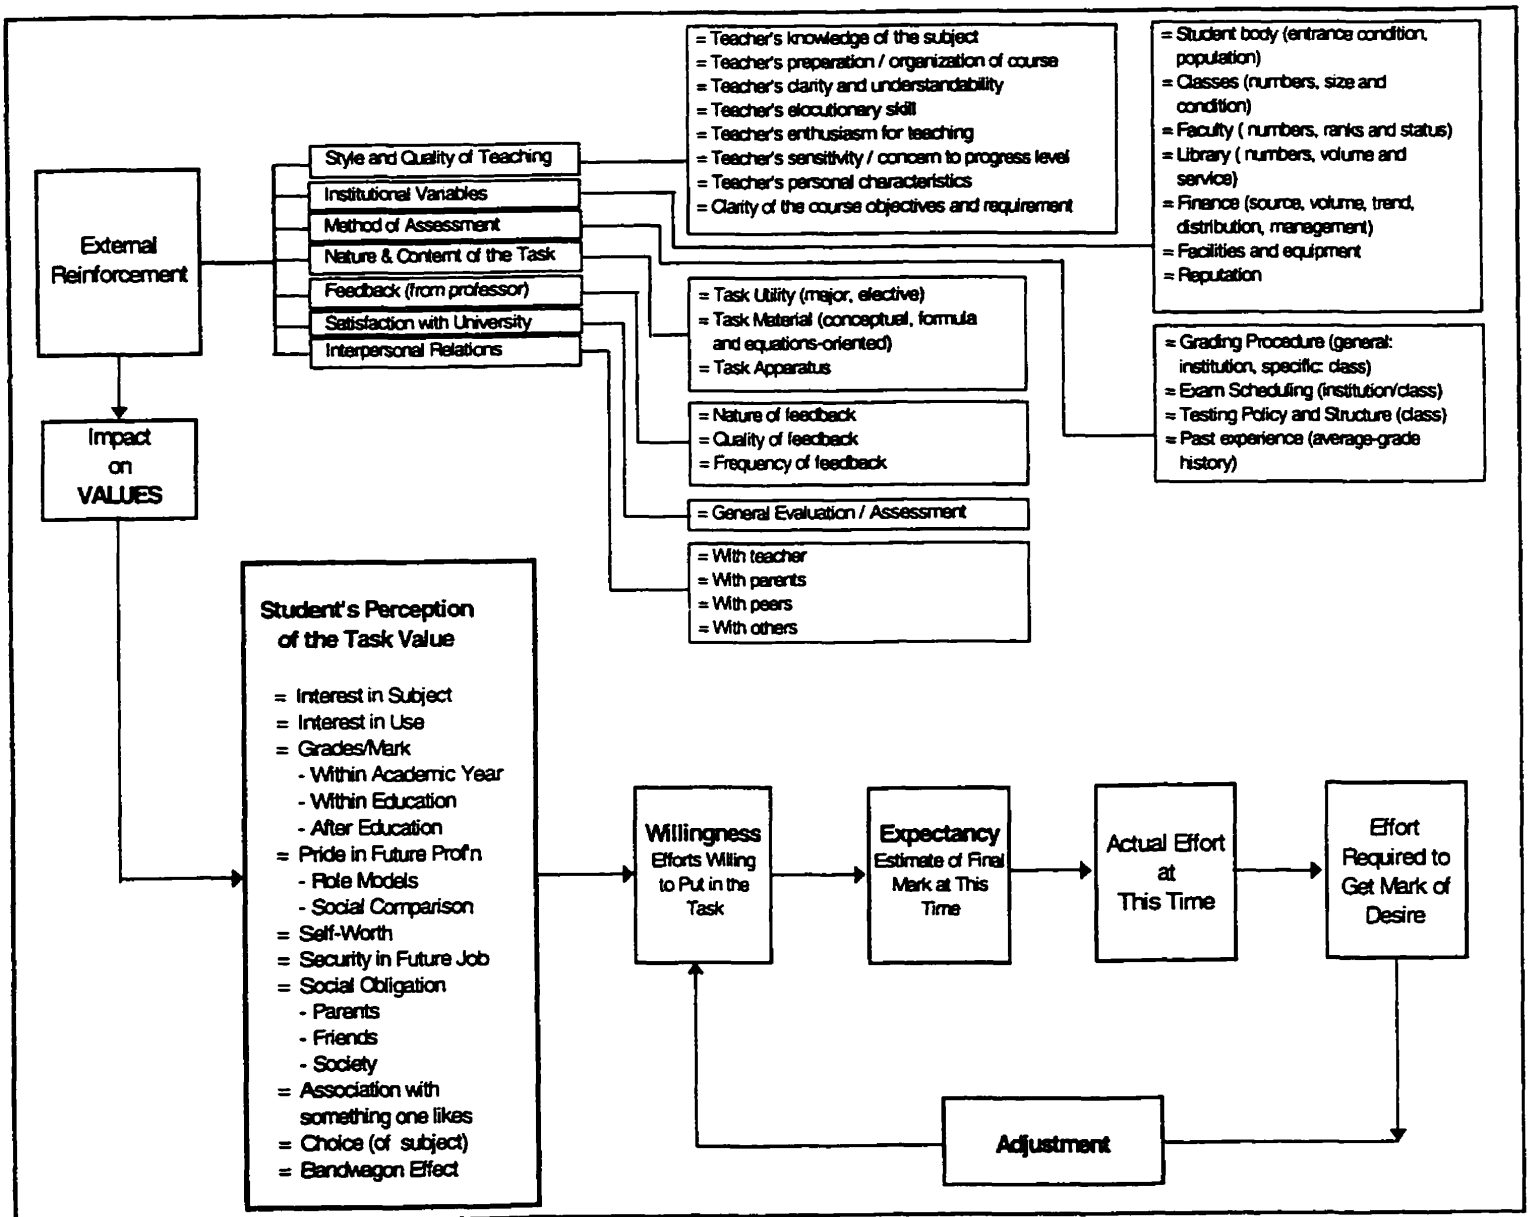 External
Reinforcement
Impact
on
VALUES
Style and Quality of Teaching
Institutional Variables
Method of Assessment
Nature & Content of the Task
Feedback (from professor)
Satisfaction with University
Interpersonal Relations
= Teacher's knowledge of the subject
= Teacher's preparation / organization of course
= Teacher's clarity and understandability
= Teacher's elocutionary skill
= Teacher's enthusiasm for teaching
= Teacher's sensitivity / concern to progress level
= Teacher's personal characteristics
= Clarity of the course objectives and requirement
= Student body (entrance condition,
population)
= Classes (numbers, size and
condition)
= Faculty ( numbers, ranks and status)
= Library ( numbers, volume and
service)
= Finance (source, volume, trend,
distribution, management)
= Facilities and equipment
= Reputation
= Task Utility (major, elective)
= Task Material (conceptual, formula
and equations-oriented)
= Task Apparatus
= Grading Procedure (general:
institution, specific: class)
= Exam Scheduling (institution/class)
= Testing Policy and Structure (class)
= Past experience (average-grade
history)
= Nature of feedback
= Quality of feedback
= Frequency of feedback
= General Evaluation / Assessment
= With teacher
= With parents
= With peers
= With others
Student's Perception
of the Task Value
= Interest in Subject
= Interest in Use
= Grades/Mark
- Within Academic Year
- Within Education
- After Education
= Pride in Future Prof'n
- Role Models
- Social Comparison
= Self-Worth
= Security in Future Job
= Social Obligation
- Parents
- Friends
- Society
= Association with
something one likes
= Choice (of subject)
= Bandwagon Effect
Willingness
Efforts Willing
to Put in the
Task
Expectancy
Estimate of Final
Mark at This
Time
Actual Effort
at
This Time
Effort
Required to
Get Mark of
Desire
Adjustment